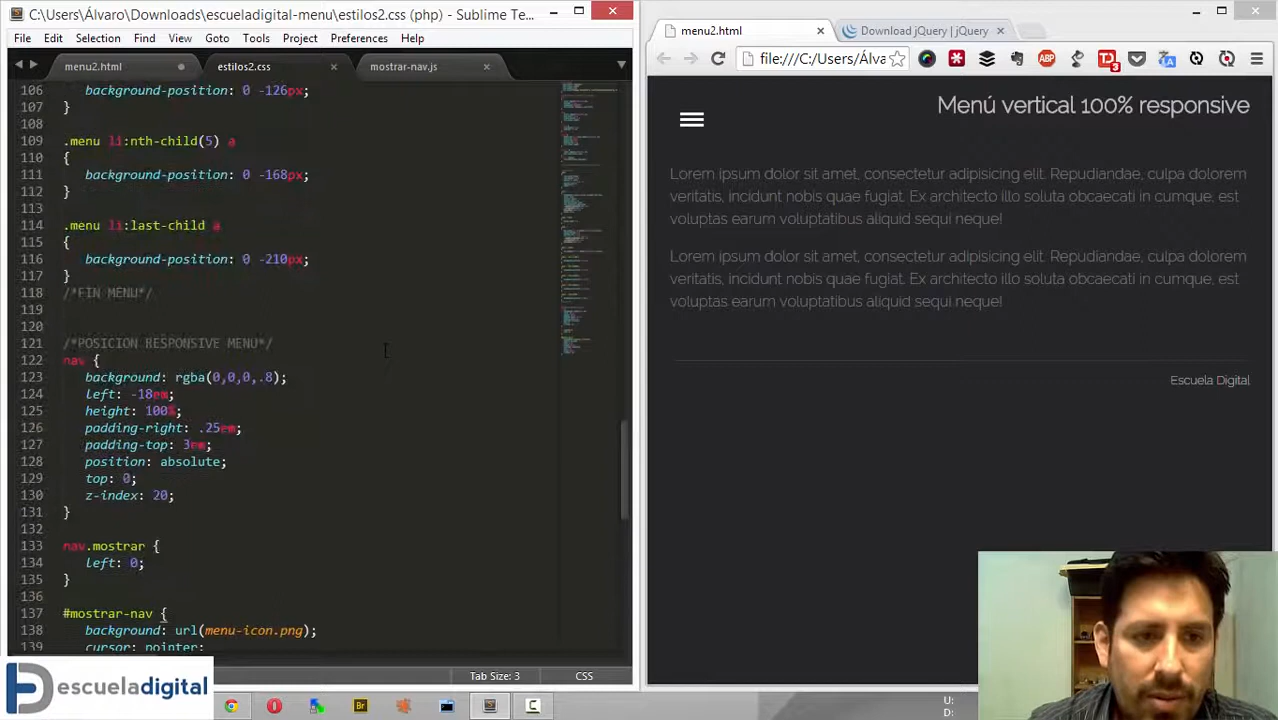 C:\Users\Álvaro\Downloads\escueladigital-menu\estilos2.css (php) - Sublime Te...
File Edit Selection Find View Goto Tools Project Preferences Help
menu2.html estilos2.css mostrar-nav.js
106 background-position: 0 -126px;
107 }
108
109 .menu li:nth-child(5) a
110 {
111 background-position: 0 -168px;
112 }
113
114 .menu li:last-child a
115 {
116 background-position: 0 -210px;
117 }
118 /*FIN MENU*/
119
120
121 /*POSICION RESPONSIVE MENU*/
122 nav {
123 background: rgba(0,0,0,.8);
124 left: -18em;
125 height: 100%;
126 padding-right: .25em;
127 padding-top: 3em;
128 position: absolute;
129 top: 0;
130 z-index: 20;
131 }
132
133 nav.mostrar {
134 left: 0;
135 }
136
137 #mostrar-nav {
138 background: url(menu-icon.png);
139 cursor: pointer;
Tab Size: 3 CSS
escueladigital
menu2.html Download jQuery | jQuery
file:///C:/Users/Álva
Menú vertical 100% responsive
Lorem ipsum dolor sit amet, consectetur adipisicing elit. Repudiandae, culpa dolorem
veritatis, incidunt nobis quae fugiat. Ex architecto illo soluta obcaecati in cumque, est
voluptas earum voluptatibus aliquid sequi neque!
Lorem ipsum dolor sit amet, consectetur adipisicing elit. Repudiandae, culpa dolorem
veritatis, incidunt nobis quae fugiat. Ex architecto illo soluta obcaecati in cumque, est
voluptas earum voluptatibus aliquid sequi neque!
Escuela Digital
ABP
3
Br
U:
D: